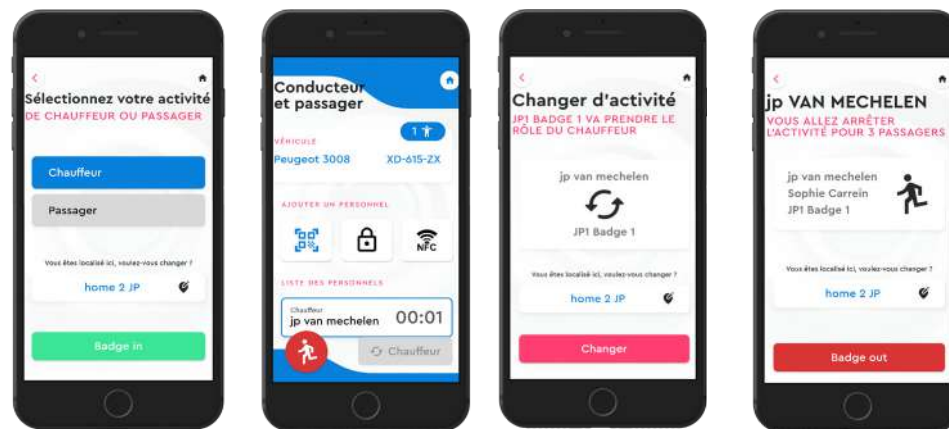 Sélectionnez votre activité
DE CHAUFFEUR OU PASSAGER
Chauffeur
Passager
Vous êtes localisé ici, voulez-vous changer ?
home 2 JP
Badge in
Conducteur
et passager
1
VÉHICULE
Peugeot 3008 XD-615-ZX
AJOUTER UN PERSONNEL
NFC
LISTE DES PERSONNELS
Chauffeur
jp van mechelen 00:01
Chauffeur
Changer d'activité
JP1 BADGE 1 VA PRENDRE LE
RÔLE DU CHAUFFEUR
jp van mechelen
JP1 Badge 1
Vous êtes localisé ici, voulez-vous changer ?
home 2 JP
Changer
jp VAN MECHELEN
VOUS ALLEZ ARRÊTER
L'ACTIVITÉ POUR 3 PASSAGERS
jp van mechelen
Sophie Carrein
JP1 Badge 1
Vous êtes localisé ici, voulez-vous changer ?
home 2 JP
Badge out